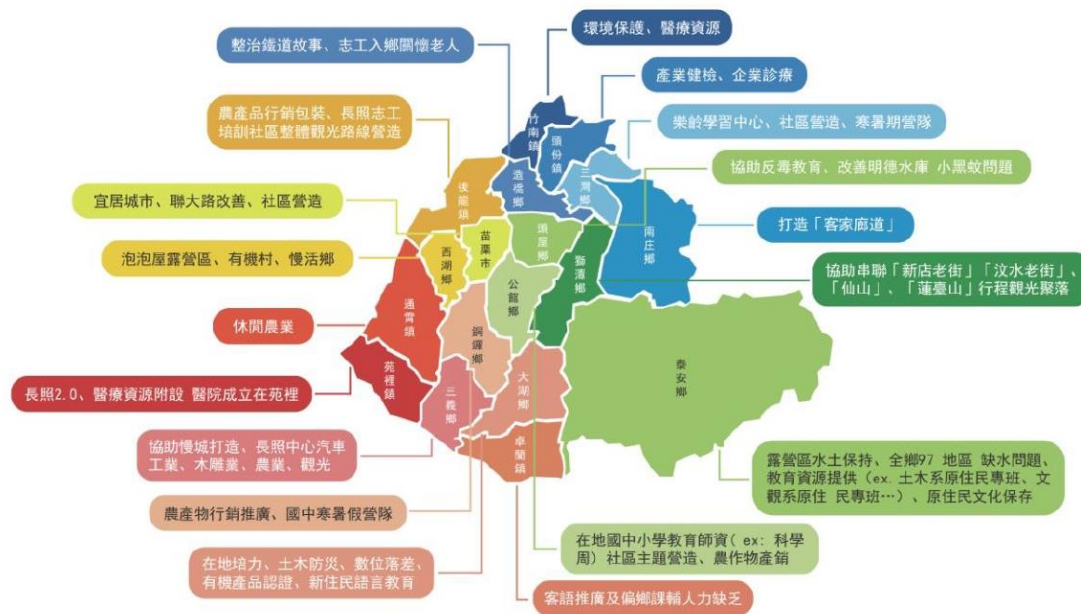 環境保護、醫療資源
整治鐵道故事、志工入鄉關懷老人
產業健檢、企業診療
農產品行銷包裝、長照志工
培訓社區整體觀光路線營造
樂齡學習中心、社區營造、寒暑期營隊
協助反毒教育、改善明德水庫 小黑蚊問題
宜居城市、聯大路改善、社區營造
打造「客家廊道」
泡泡屋露營區、有機村、慢活鄉
協助串聯「新店老街」「汶水老街」、
「仙山」、「蓮臺山」行程觀光聚落
休閒農業
長照2.0、醫療資源附設 醫院成立在苑裡
協助慢城打造、長照中心汽車
工業、木雕業、農業、觀光
露營區水土保持、全鄉97 地區 缺水問題、
教育資源提供(ex.土木系原住民專班、文
觀系原住 民專班…)、原住民文化保存
農產物行銷推廣、國中寒暑假營隊
在地國中小學教育師資( ex: 科學
周) 社區主題營造、農作物產銷
在地培力、土木防災、數位落差、
有機產品認證、新住民語言教育
客語推廣及偏鄉課輔人力缺乏
竹南鎮
頭份鎮
造橋鄉
三灣鄉
後龍鎮
南庄鄉
苗栗市
頭屋鄉
西湖鄉
獅潭鄉
公館鄉
通霄鎮
銅鑼鄉
泰安鄉
苑裡鎮
大湖鄉
三義鄉
卓蘭鎮